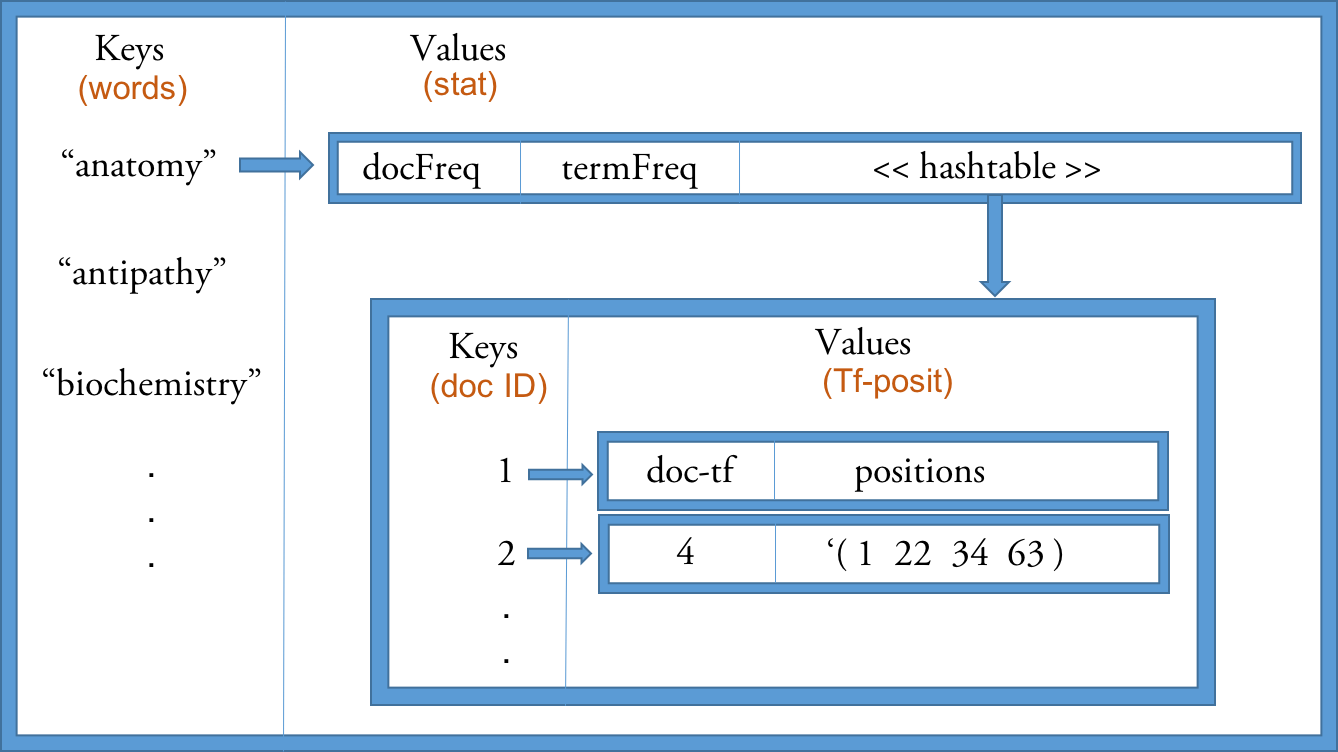 Keys
(words)
Values
(stat)
“anatomy”
docFreq
termFreq
<< hashtable >>
“antipathy”
“biochemistry”
.
.
.
Keys
(doc ID)
Values
(Tf-posit)
1
doc-tf
positions
2
4
‘( 1 22 34 63 )
.
.